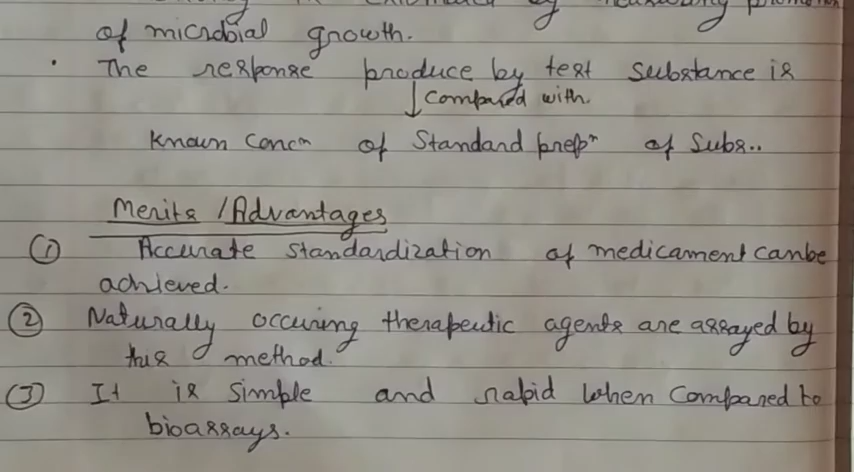 of microbial growth.
· The response produce by test substance is
↓ Compared with.
Known concⁿ of Standard prepⁿ of Subs..
Merits / Advantages
① Accurate standardization of medicament canbe
achieved.
② Naturally occuring therapeutic agents are assayed by
this method.
③ It is simple and rapid when Compared to
bioassays.